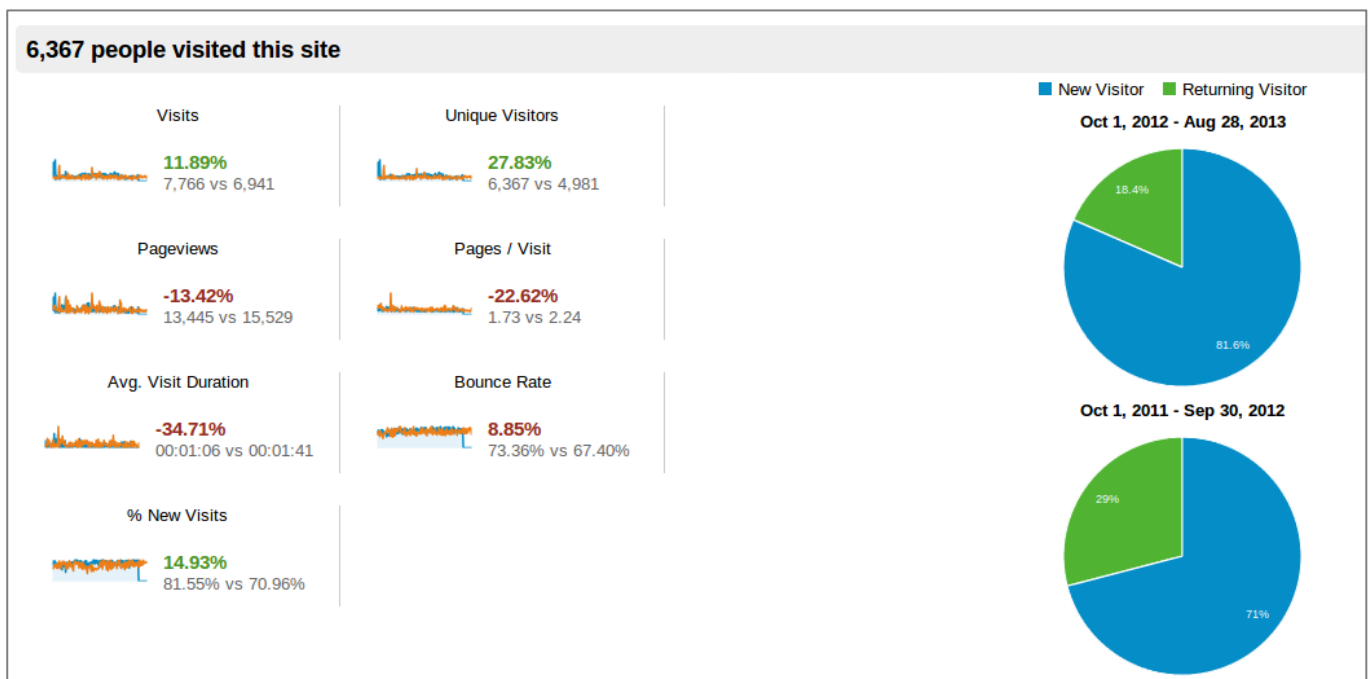 6,367 people visited this site
New Visitor Returning Visitor
Oct 1, 2012 - Aug 28, 2013
18.4%
81.6%
Oct 1, 2011 - Sep 30, 2012
29%
71%
Visits
11.89%
7,766 vs 6,941
Unique Visitors
27.83%
6,367 vs 4,981
Pageviews
-13.42%
13,445 vs 15,529
Pages / Visit
-22.62%
1.73 vs 2.24
Avg. Visit Duration
-34.71%
00:01:06 vs 00:01:41
Bounce Rate
8.85%
73.36% vs 67.40%
% New Visits
14.93%
81.55% vs 70.96%